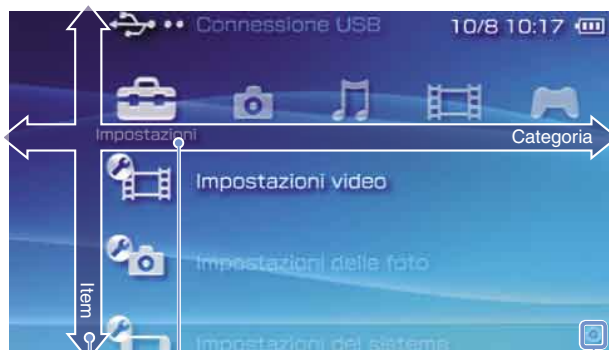 Connessione USB
10/8 10:17
Impostazioni
Categoria
Impostazioni video
Impostazioni delle foto
Item
Impostazioni del sistema